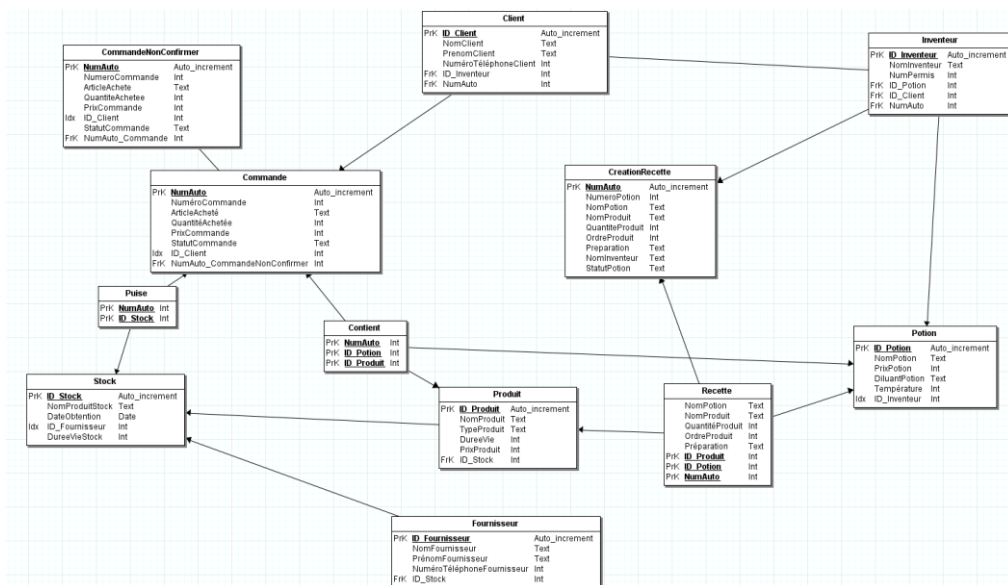 CommandeNonConfirmer
PrK NumAuto Auto_increment
NumeroCommande Int
ArticleAchete Text
QuantiteAchetee Int
PrixCommande Int
Idx ID_Client Int
StatutCommande Text
FrK NumAuto_Commande Int
Client
PrK ID_Client Auto_increment
NomClient Text
PrenomClient Text
NuméroTéléphoneClient Int
FrK ID_Inventeur Int
FrK NumAuto Int
Inventeur
PrK ID_Inventeur Auto_increment
NomInventeur Text
NumPermis Int
FrK ID_Potion Int
FrK ID_Client Int
FrK NumAuto Int
Commande
PrK NumAuto Auto_increment
NuméroCommande Int
ArticleAcheté Text
QuantitéAchetée Int
PrixCommande Int
StatutCommande Text
Idx ID_Client Int
FrK NumAuto_CommandeNonConfirmer Int
CreationRecette
PrK NumAuto Auto_increment
NumeroPotion Int
NomPotion Text
NomProduit Text
QuantiteProduit Int
OrdreProduit Int
Preparation Text
NomInventeur Text
StatutPotion Text
Puise
PrK NumAuto Int
PrK ID_Stock Int
Contient
PrK NumAuto Int
PrK ID_Potion Int
PrK ID_Produit Int
Potion
PrK ID_Potion Auto_increment
NomPotion Text
PrixPotion Int
DiluantPotion Text
Température Int
Idx ID_Inventeur Int
Stock
PrK ID_Stock Auto_increment
NomProduitStock Text
DateObtention Date
Idx ID_Fournisseur Int
DureeVieStock Int
Produit
PrK ID_Produit Auto_increment
NomProduit Text
TypeProduit Text
DureeVie Int
PrixProduit Int
FrK ID_Stock Int
Recette
NomPotion Text
NomProduit Text
QuantitéProduit Int
OrdreProduit Int
Préparation Text
PrK ID_Produit Int
PrK ID_Potion Int
PrK NumAuto Int
Fournisseur
PrK ID_Fournisseur Auto_increment
NomFournisseur Text
PrénomFournisseur Text
NuméroTéléphoneFournisseur Int
FrK ID_Stock Int